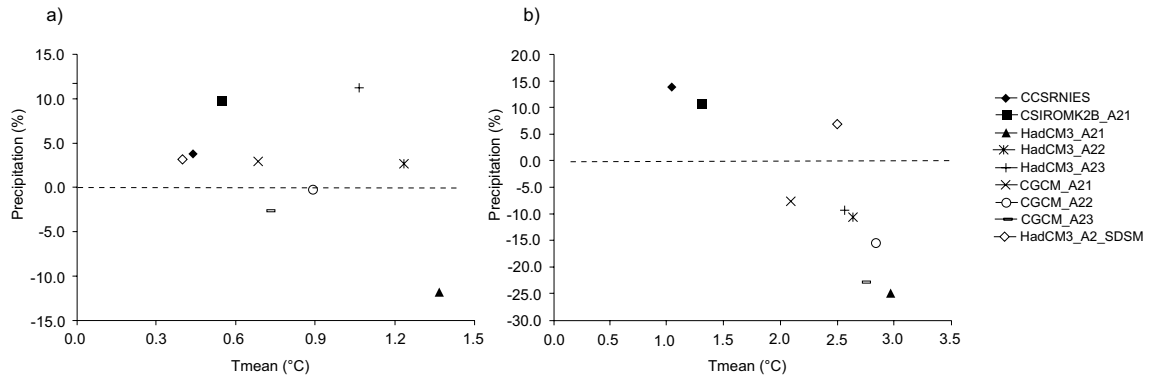 a)
15.0
10.0
5.0
0.0
-5.0
-10.0
-15.0
Precipitation (%)
0.0 0.3 0.6 0.9 1.2 1.5
Tmean (°C)
b)
20.0
15.0
10.0
5.0
0.0
-5.0
-10.0
-15.0
-20.0
-25.0
-30.0
Precipitation (%)
0.0 0.5 1.0 1.5 2.0 2.5 3.0 3.5
Tmean (°C)
CCSRNIES
CSIROMK2B_A21
HadCM3_A21
HadCM3_A22
HadCM3_A23
CGCM_A21
CGCM_A22
CGCM_A23
HadCM3_A2_SDSM